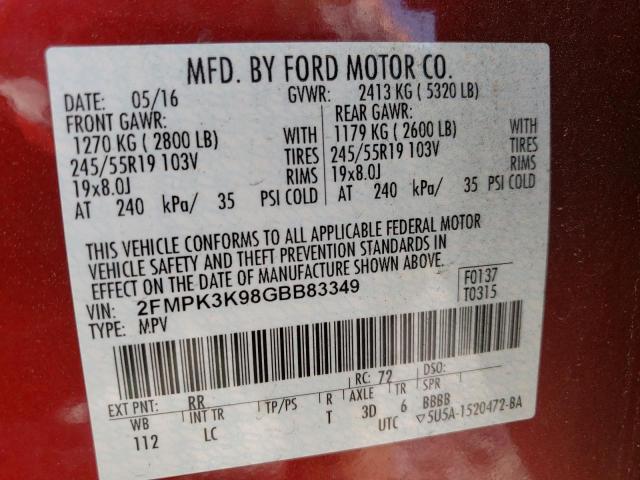 MFD. BY FORD MOTOR CO.
DATE: 05/16 GVWR: 2413 KG ( 5320 LB)
FRONT GAWR: REAR GAWR:
1270 KG ( 2800 LB) WITH 1179 KG ( 2600 LB) WITH
245/55R19 103V TIRES 245/55R19 103V TIRES
19x8.0J RIMS 19x8.0J RIMS
AT 240 kPa/ 35 PSI COLD AT 240 kPa/ 35 PSI COLD
THIS VEHICLE CONFORMS TO ALL APPLICABLE FEDERAL MOTOR
VEHICLE SAFETY AND THEFT PREVENTION STANDARDS IN
EFFECT ON THE DATE OF MANUFACTURE SHOWN ABOVE.
VIN: 2FMPK3K98GBB83349 F0137
TYPE: MPV T0315
EXT PNT: RR RC: 72 DSO:
WB INT TR TP/PS R AXLE TR SPR
112 LC T 3D 6 BBBB
UTC ▽5U5A-1520472-BA